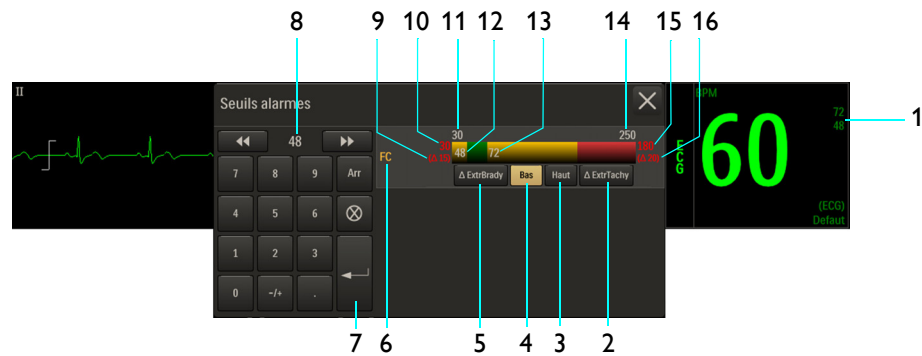 8 9 10 11 12 13 14 15 16
II
Seuils alarmes
BPM
72
48
1
48
30 250
FC
48 72
ECG
60
Δ ExtrBrady Bas Haut Δ ExtrTachy
7 8 9 Arr
4 5 6
1 2 3
0 -/+ .
(ECG)
Defaut
7 6 5 4 3 2